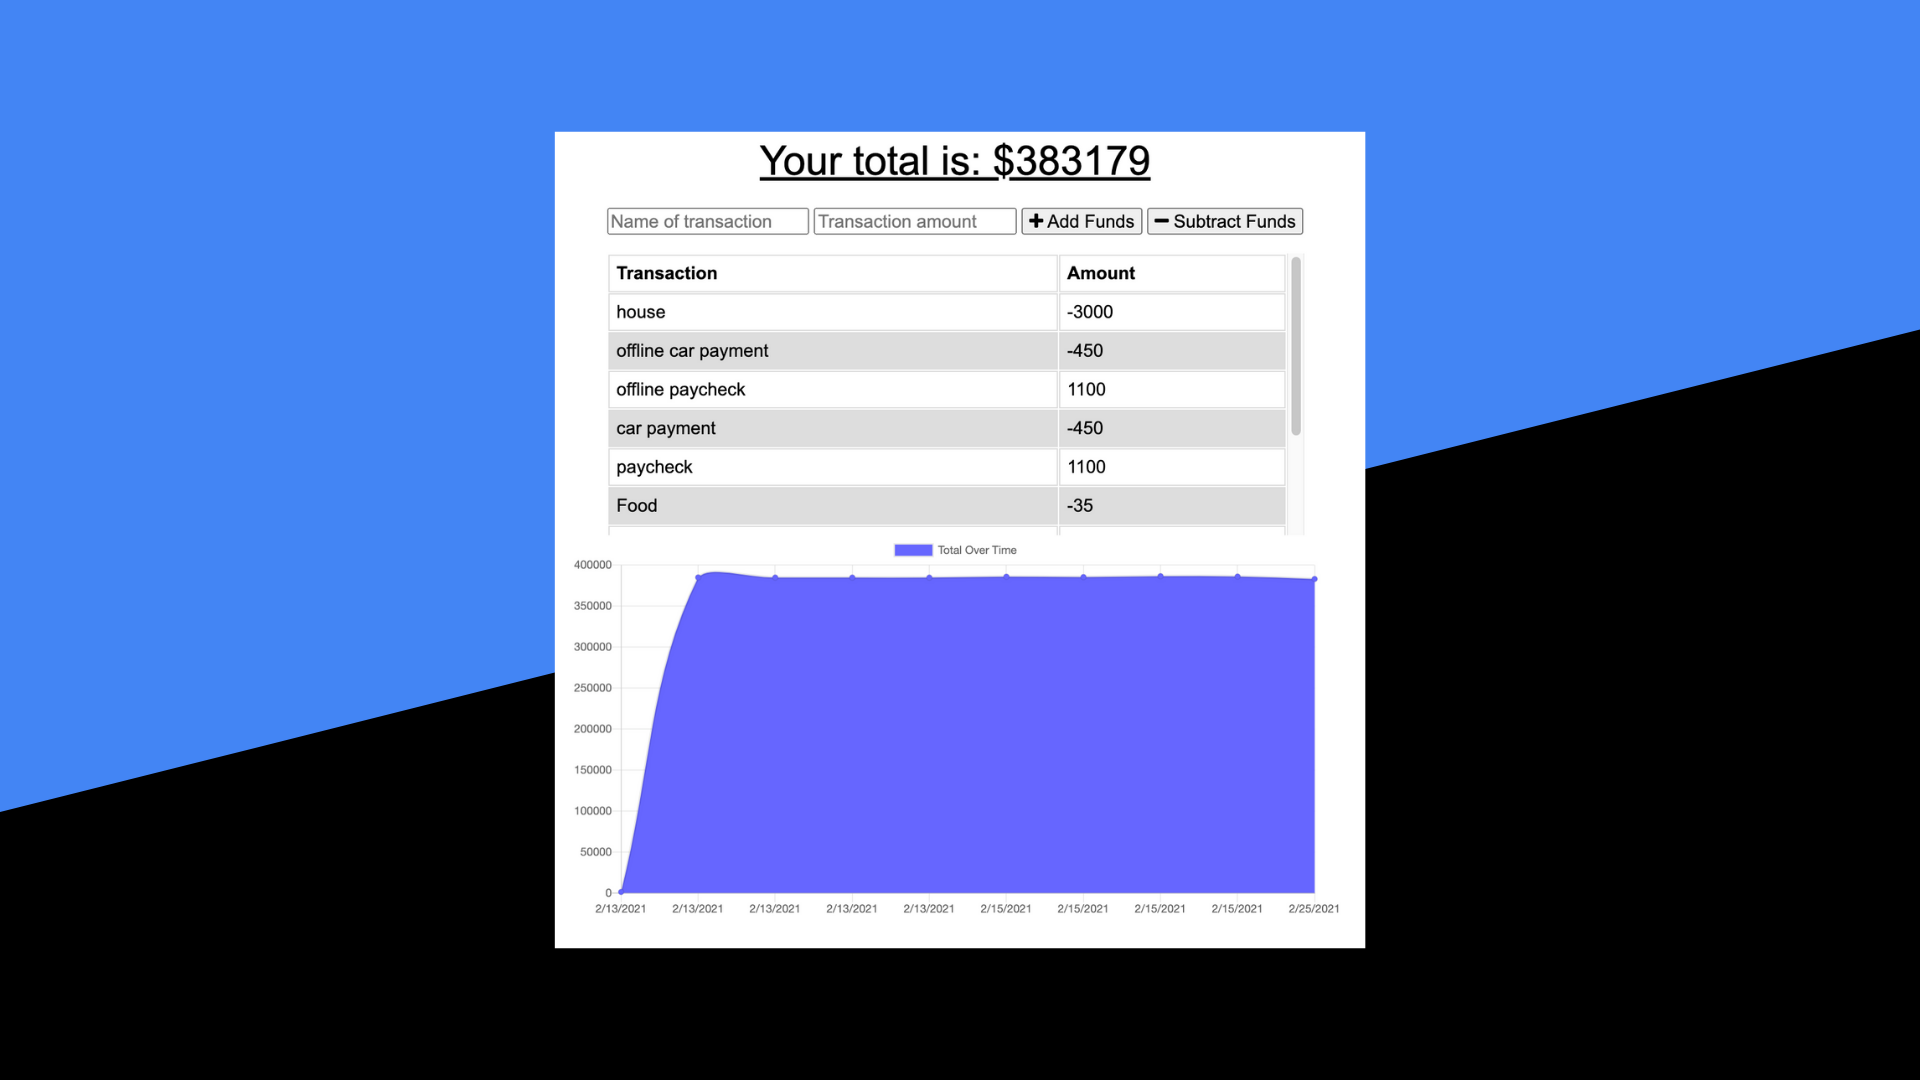 Your total is: $383179
Name of transaction Transaction amount Add Funds Subtract Funds
Transaction Amount
house -3000
offline car payment -450
offline paycheck 1100
car payment -450
paycheck 1100
Food -35
Total Over Time
400000
350000
300000
250000
200000
150000
100000
50000
0
2/13/2021 2/13/2021 2/13/2021 2/13/2021 2/13/2021 2/15/2021 2/15/2021 2/15/2021 2/15/2021 2/25/2021